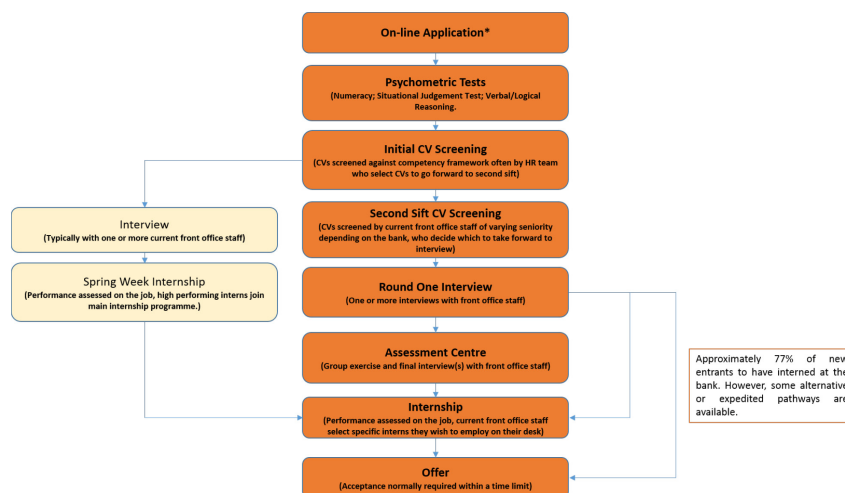 On-line Application*
Psychometric Tests
(Numeracy; Situational Judgement Test; Verbal/Logical
Reasoning.
Initial CV Screening
(CVs screened against competency framework often by HR team
who select CVs to go forward to second sift)
Interview
(Typically with one or more current front office staff)
Spring Week Internship
(Performance assessed on the job, high performing interns join
main internship programme.)
Second Sift CV Screening
(CVs screened by current front office staff of varying seniority
depending on the bank, who decide which to take forward to
interview)
Round One Interview
(One or more interviews with front office staff)
Assessment Centre
(Group exercise and final interview(s) with front office staff)
Internship
(Performance assessed on the job, current front office staff
select specific interns they wish to employ on their desk)
Offer
(Acceptance normally required within a time limit)
Approximately 77% of new
entrants to have interned at the
bank. However, some alternative
or expedited pathways are
available.